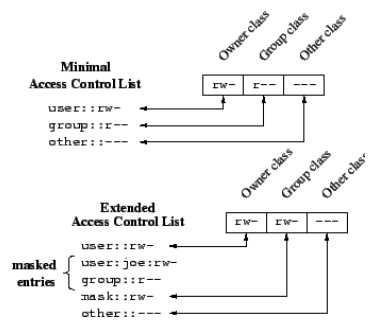 Owner class
Group class
Other class
Minimal
Access Control List
rw- r-- ---
user::rw-
group::r--
other::---
Owner class
Group class
Other class
Extended
Access Control List
rw- rw- ---
user::rw-
masked
entries
user:joe:rw-
group::r--
mask::rw-
other::---